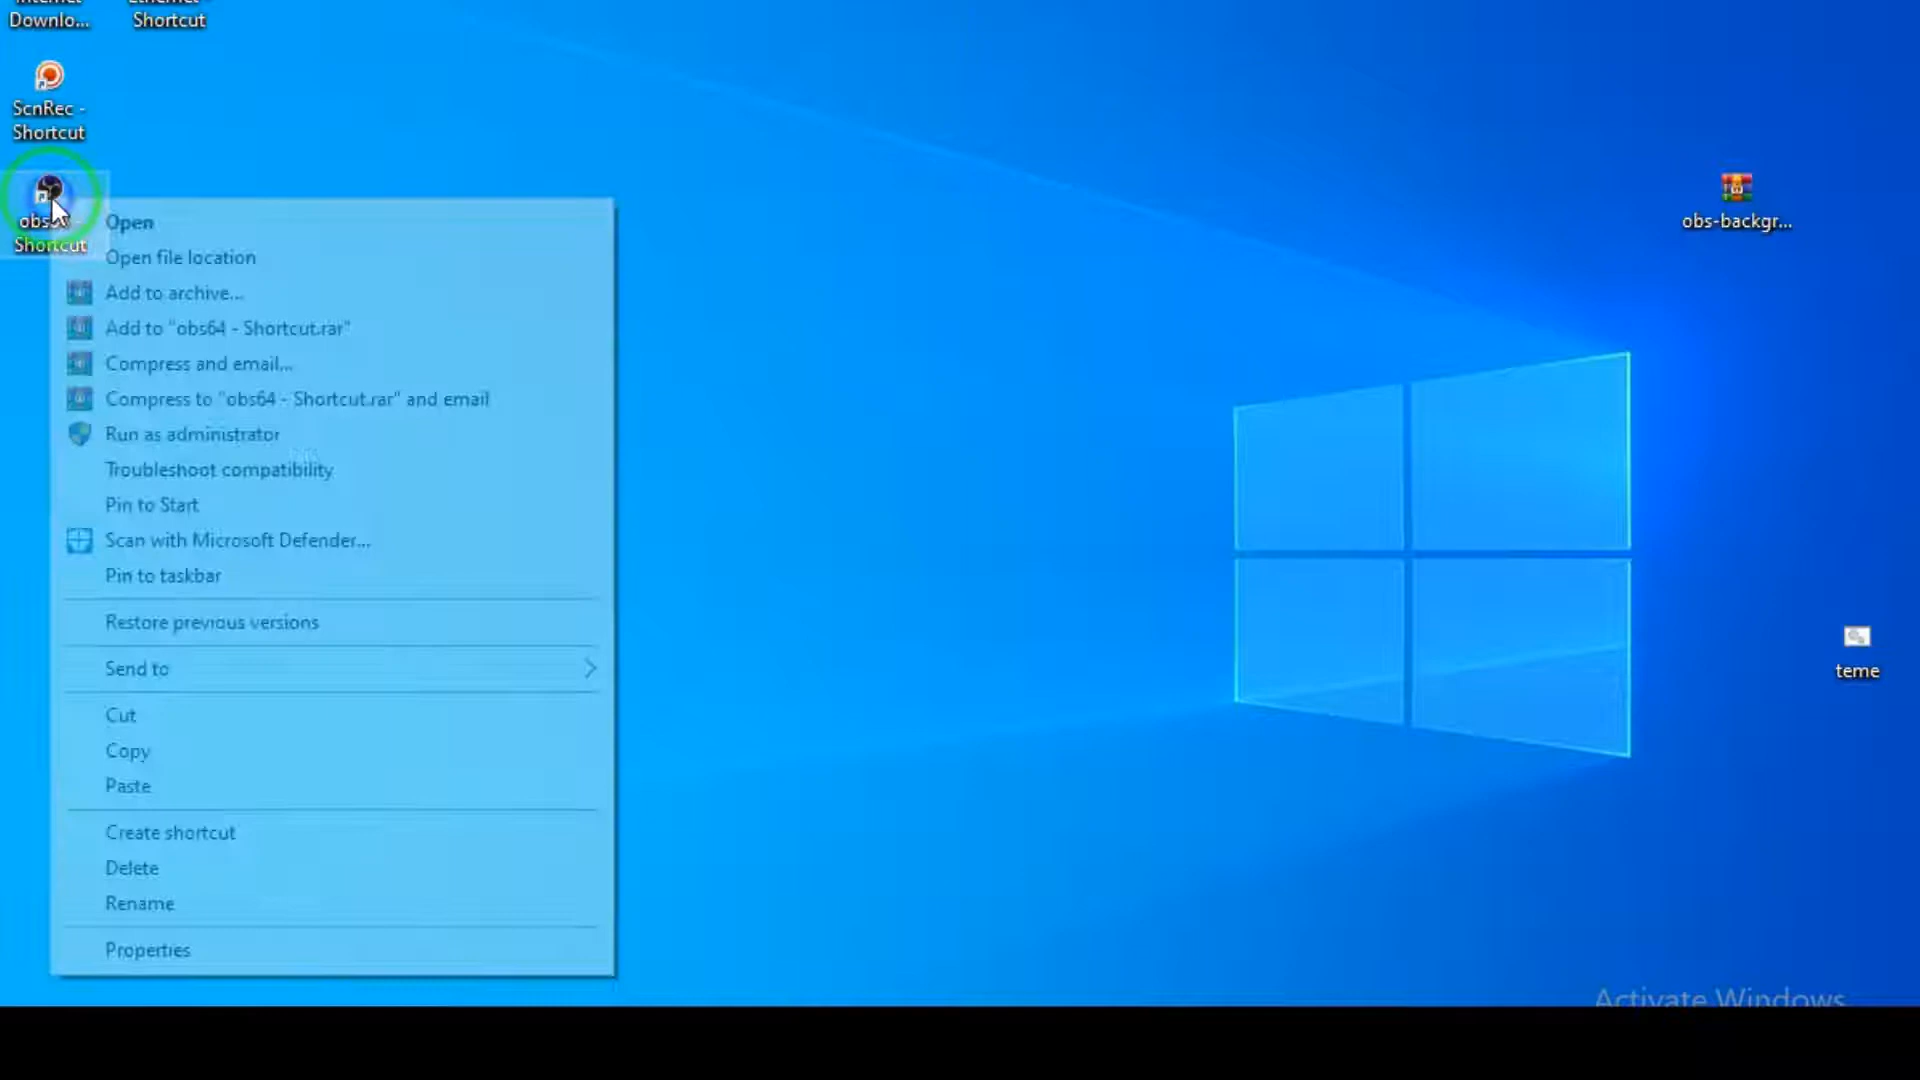 Downlo...
Shortcut
ScnRec -
Shortcut
Shortcut
Open
Open file location
Add to archive...
Add to "obs64 - Shortcut.rar"
Compress and email...
Compress to "obs64 - Shortcut.rar" and email
Run as administrator
Troubleshoot compatibility
Pin to Start
Scan with Microsoft Defender...
Pin to taskbar
Restore previous versions
Send to
Cut
Copy
Paste
Create shortcut
Delete
Rename
Properties
obs-backgr...
teme
Activate Windows